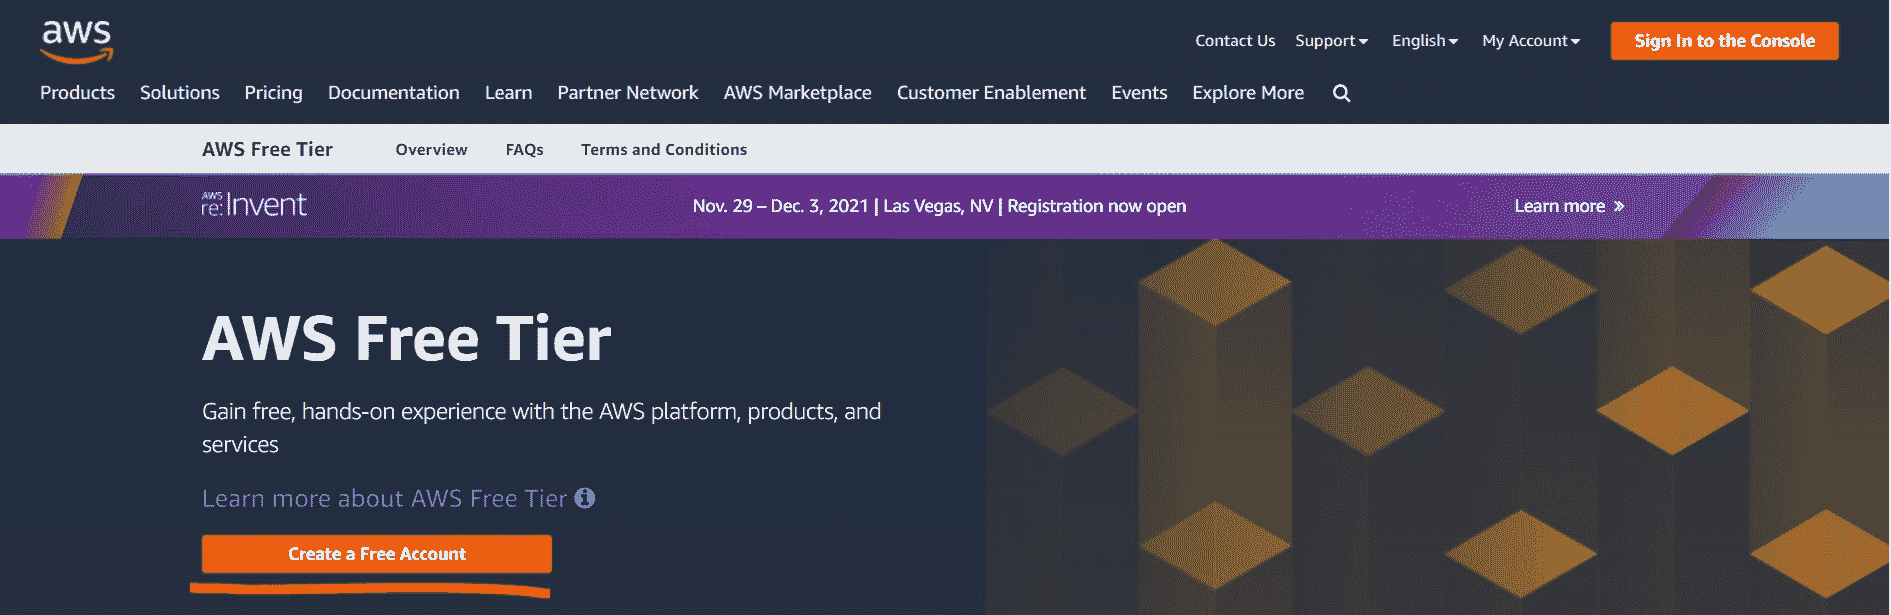 aws
Contact Us Support English My Account Sign In to the Console
Products Solutions Pricing Documentation Learn Partner Network AWS Marketplace Customer Enablement Events Explore More
AWS Free Tier Overview FAQs Terms and Conditions
AWS re:Invent Nov. 29 – Dec. 3, 2021 | Las Vegas, NV | Registration now open Learn more »
AWS Free Tier
Gain free, hands-on experience with the AWS platform, products, and
services
Learn more about AWS Free Tier
Create a Free Account